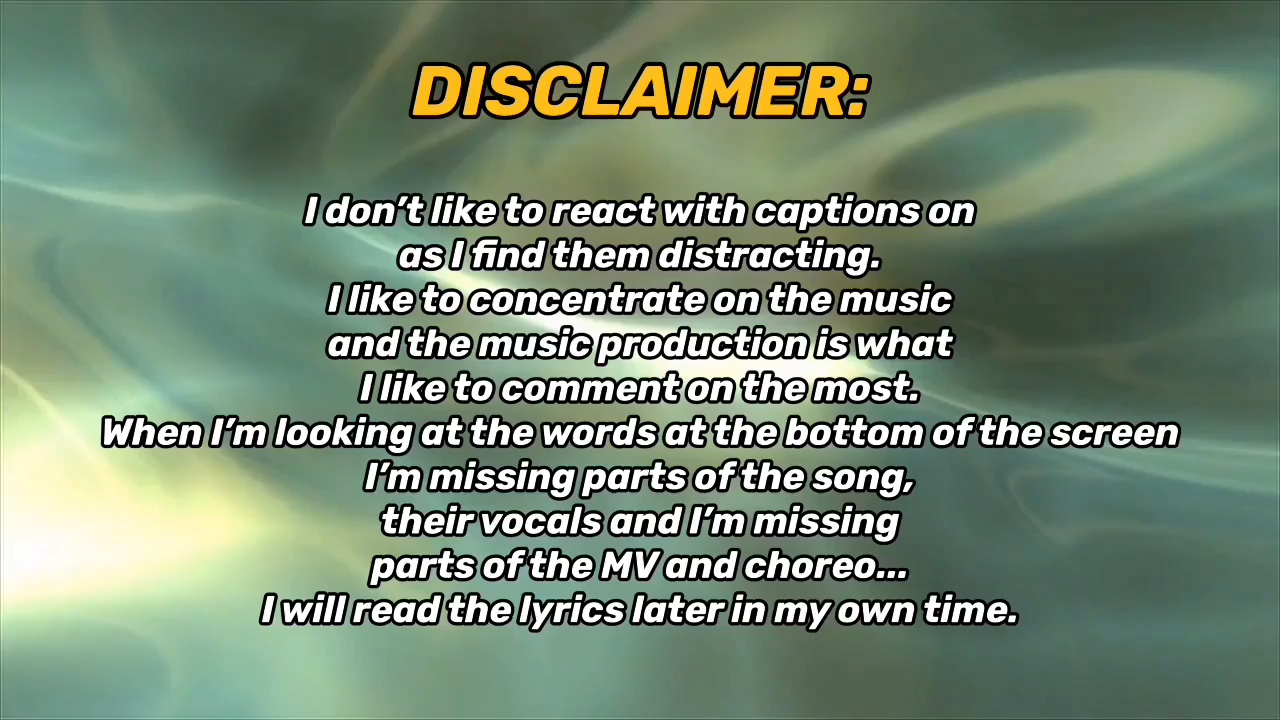 DISCLAIMER:
I don’t like to react with captions on
as I find them distracting.
I like to concentrate on the music
and the music production is what
I like to comment on the most.
When I’m looking at the words at the bottom of the screen
I’m missing parts of the song,
their vocals and I’m missing
parts of the MV and choreo...
I will read the lyrics later in my own time.